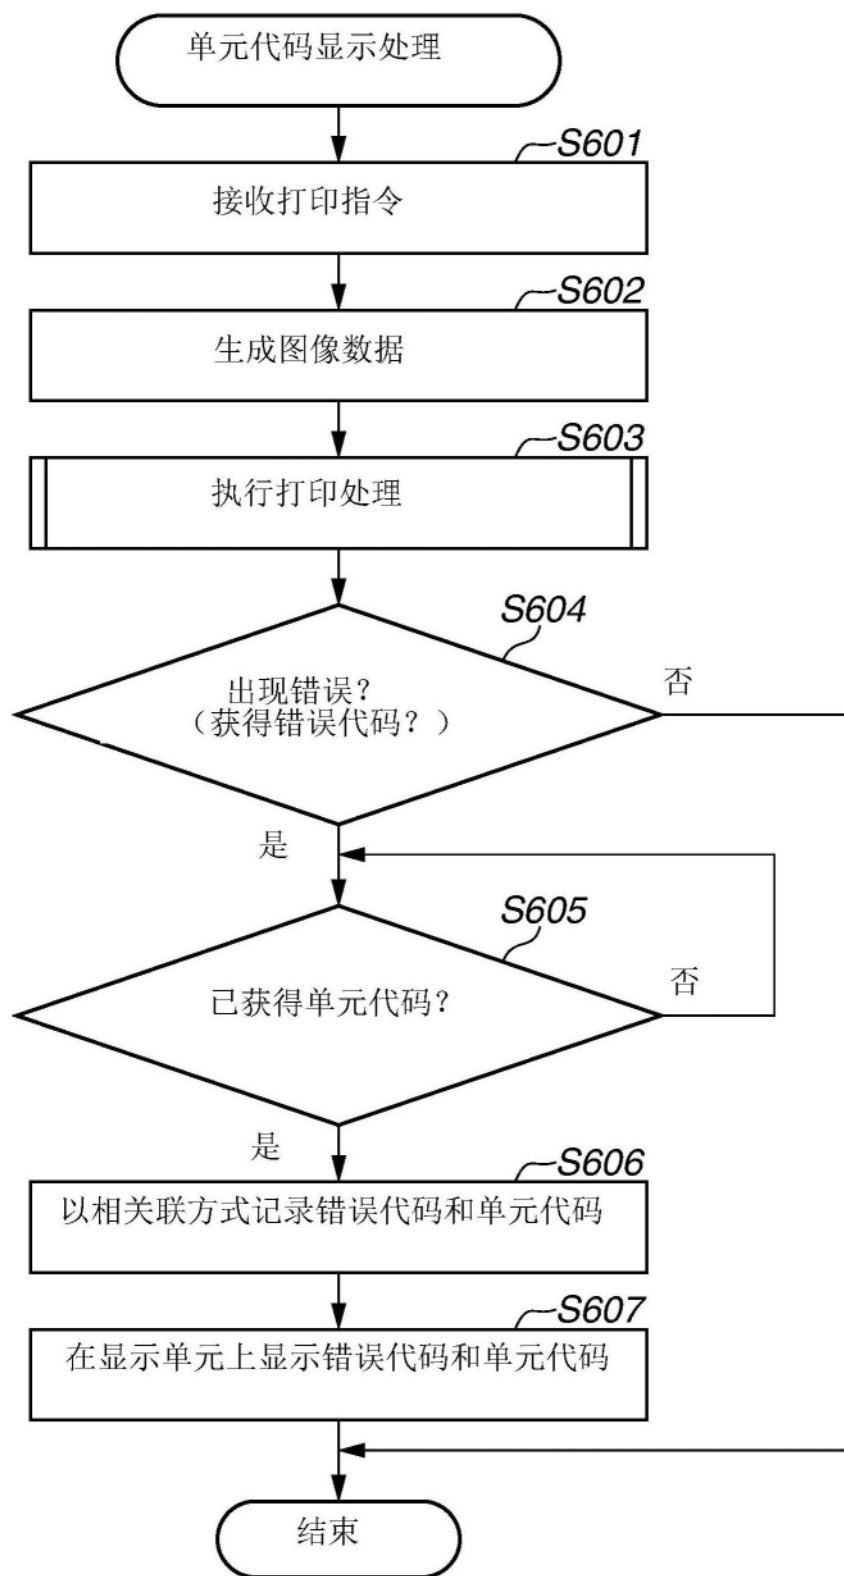 单元代码显示处理
S601
接收打印指令
S602
生成图像数据
S603
执行打印处理
S604
出现错误？
（获得错误代码？）
否
是
S605
已获得单元代码？
否
是
S606
以相关联方式记录错误代码和单元代码
S607
在显示单元上显示错误代码和单元代码
结束